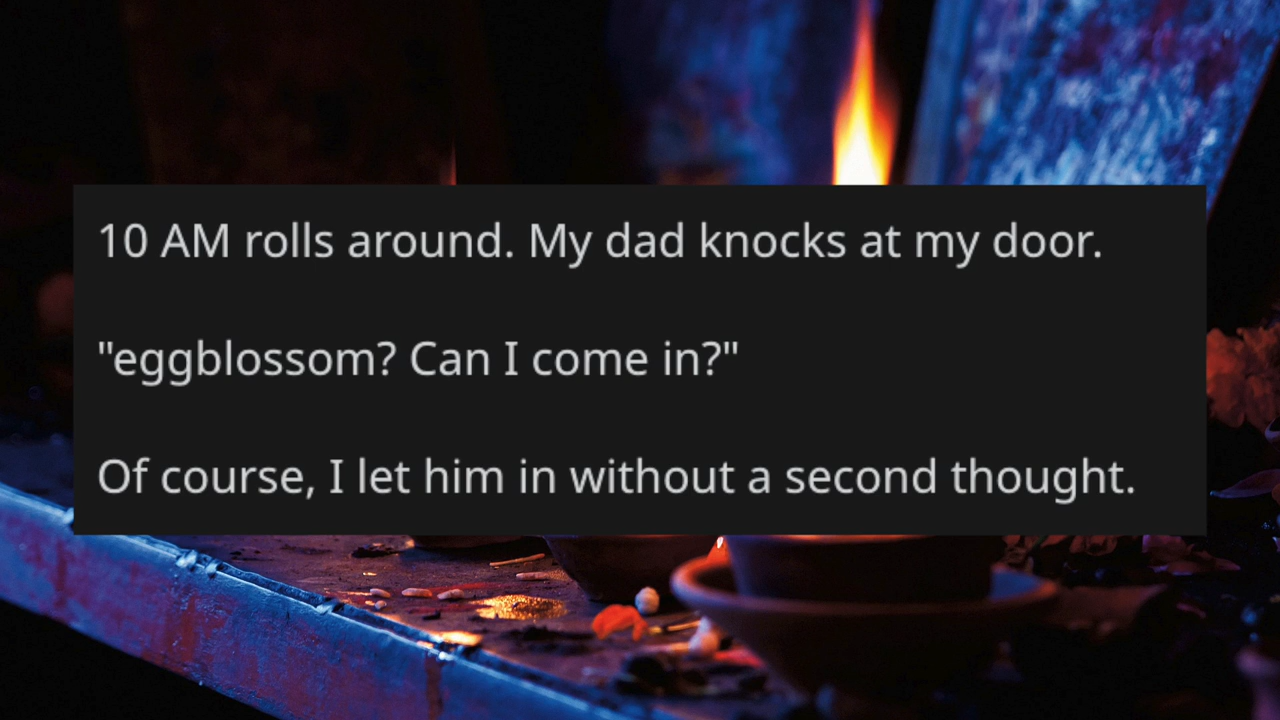 10 AM rolls around. My dad knocks at my door.
"eggblossom? Can I come in?"
Of course, I let him in without a second thought.